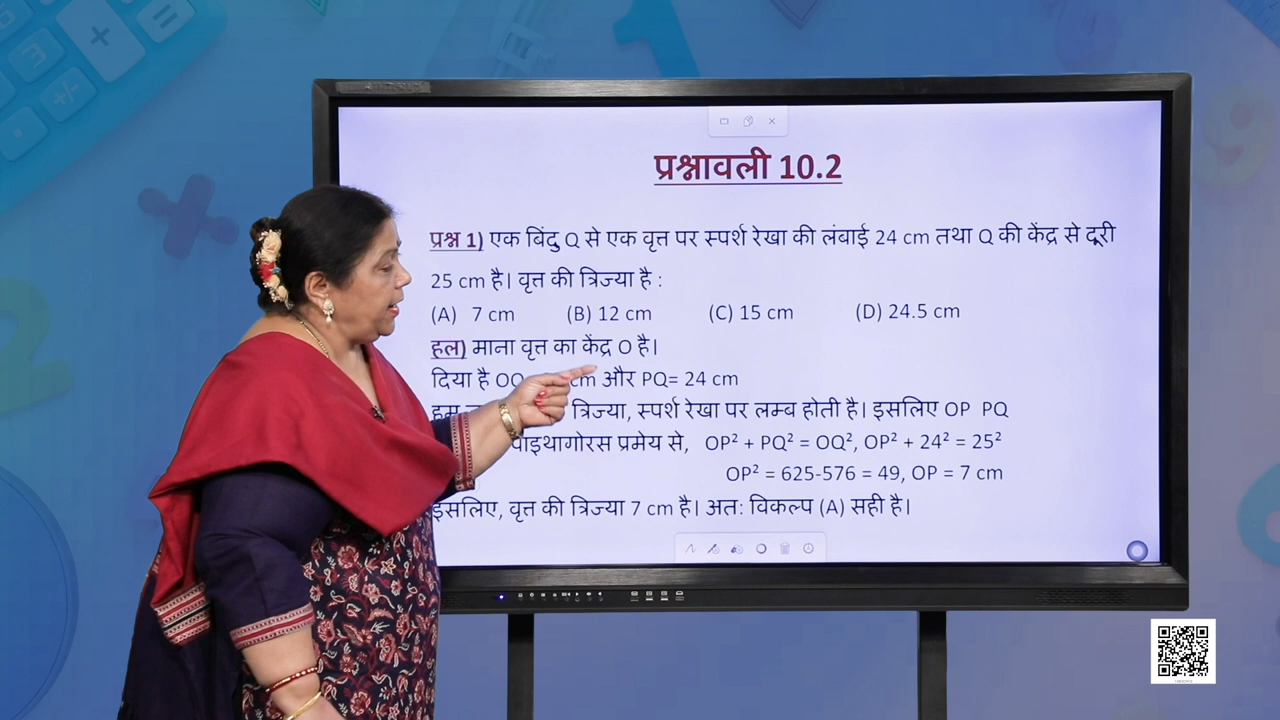 प्रश्नावली 10.2
प्रश्न 1) एक बिंदु Q से एक वृत्त पर स्पर्श रेखा की लंबाई 24 cm तथा Q की केंद्र से दूरी
25 cm है। वृत्त की त्रिज्या है :
(A) 7 cm (B) 12 cm (C) 15 cm (D) 24.5 cm
हल) माना वृत्त का केंद्र O है।
दिया है cm और PQ= 24 cm
त्रिज्या, स्पर्श रेखा पर लम्ब होती है। इसलिए OP PQ
पाइथागोरस प्रमेय से, OP² + PQ² = OQ², OP² + 24² = 25²
OP² = 625-576 = 49, OP = 7 cm
इसलिए, वृत्त की त्रिज्या 7 cm है। अतः विकल्प (A) सही है।